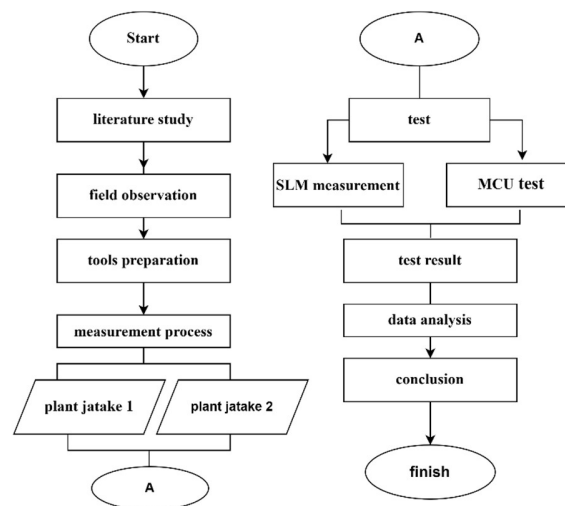 Start
literature study
field observation
tools preparation
measurement process
plant jatake 1
plant jatake 2
A
A
test
SLM measurement
MCU test
test result
data analysis
conclusion
finish